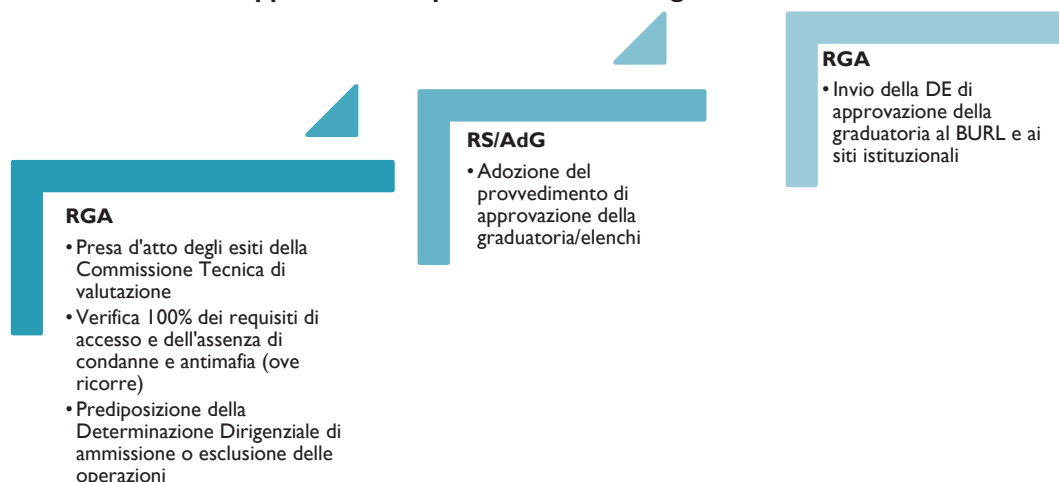 RGA
• Presa d'atto degli esiti della
Commissione Tecnica di
valutazione
• Verifica 100% dei requisiti di
accesso e dell'assenza di
condanne e antimafia (ove
ricorre)
• Prediposizione della
Determinazione Dirigenziale di
ammissione o esclusione delle
operazioni
RS/AdG
• Adozione del
provvedimento di
approvazione della
graduatoria/elenchi
RGA
• Invio della DE di
approvazione della
graduatoria al BURL e ai
siti istituzionali